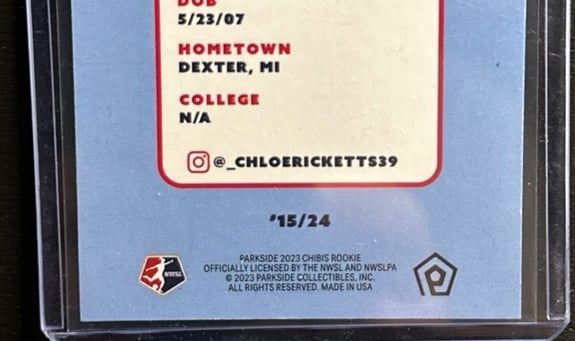 DOB
5/23/07
HOMETOWN
DEXTER, MI
COLLEGE
N/A
@_CHLOERICKETTS39
'15/24
PARKSIDE 2023 CHIBIS ROOKIE
OFFICIALLY LICENSED BY THE NWSL AND NWSLPA
© 2023 PARKSIDE COLLECTIBLES, INC.
ALL RIGHTS RESERVED. MADE IN USA
NWSL